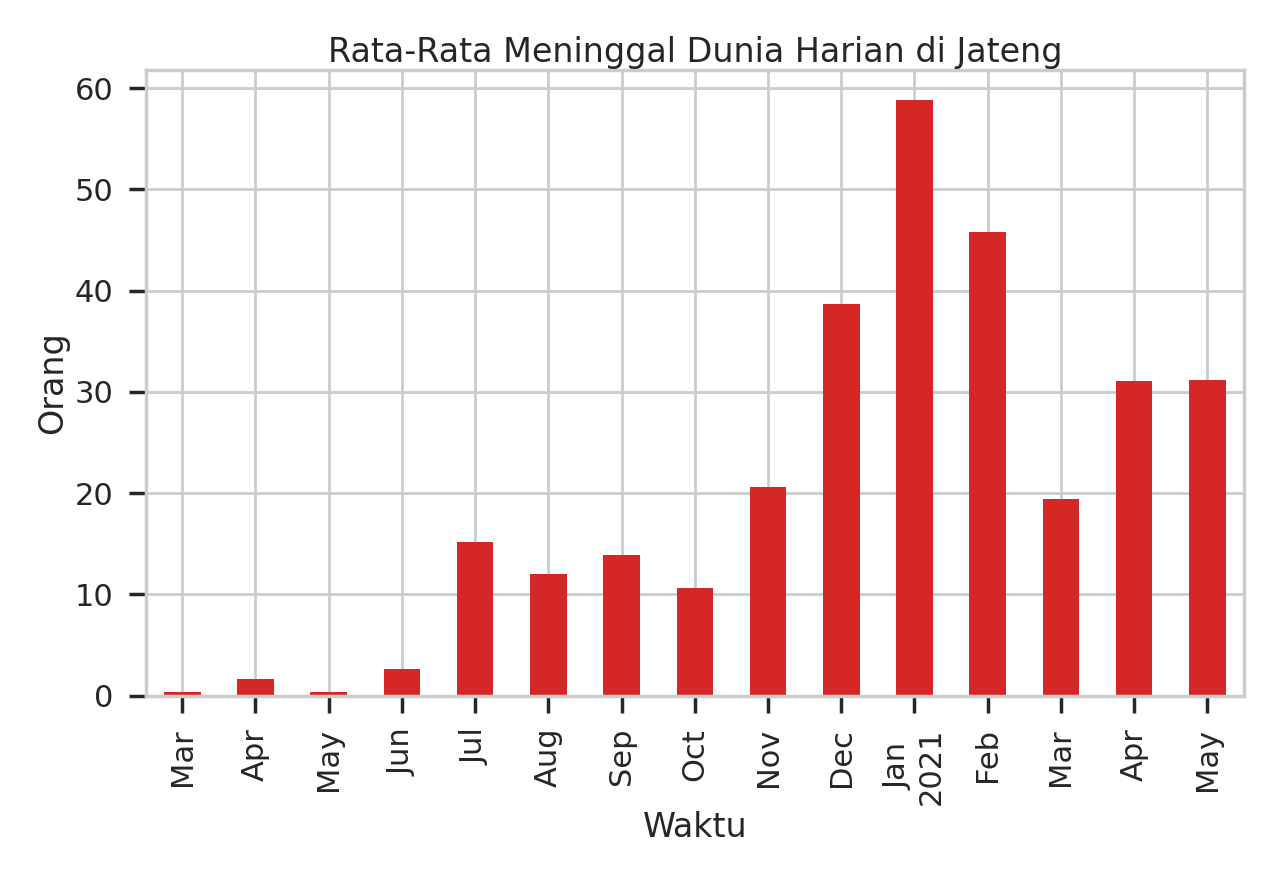 Rata-Rata Meninggal Dunia Harian di Jateng
60
50
40
30
20
10
0
Orang
Mar
Apr
May
Jun
Jul
Aug
Sep
Oct
Nov
Dec
Jan
2021
Feb
Mar
Apr
May
Waktu